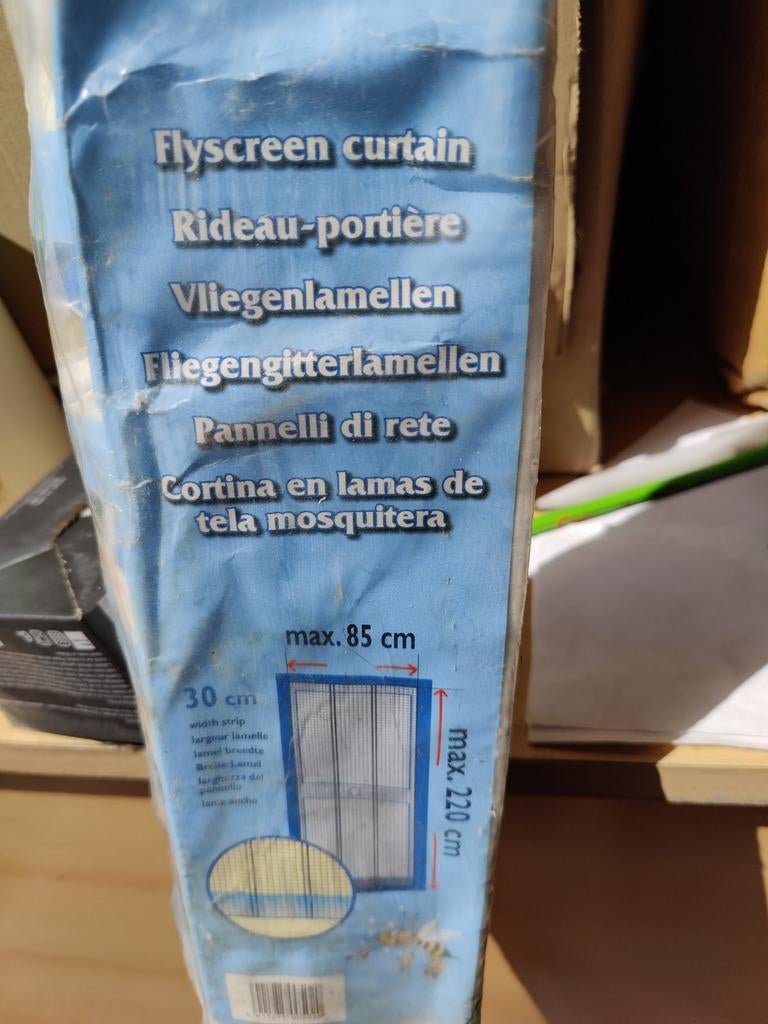 Flyscreen curtain
Rideau-portière
Vliegenlamellen
Fliegengitterlamellen
Pannelli di rete
Cortina en lamas de
tela mosquitera
max. 85 cm
30 cm
width strip
largeur lamelle
lamel breedte
Breite Lamel
larghezza del
pannello
lama ancho
max. 220 cm